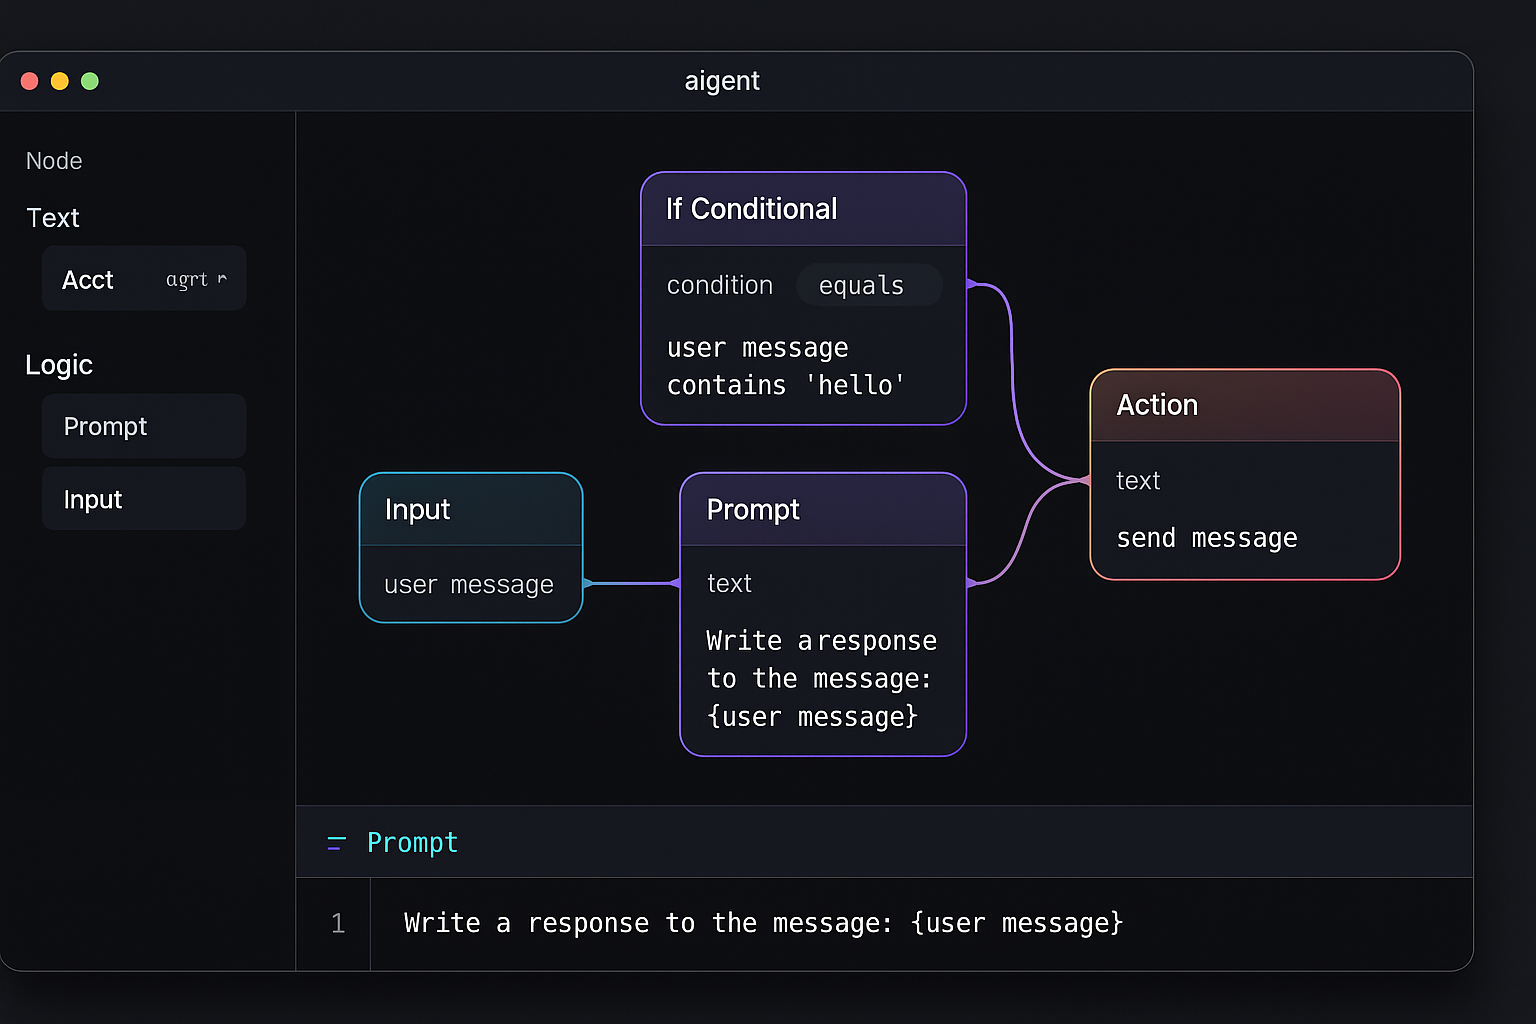 aigent
Node
Text
Acct agrt r
Logic
Prompt
Input
If Conditional
condition equals
user message
contains 'hello'
Input
user message
Prompt
text
Write a response
to the message:
{user message}
Action
text
send message
Prompt
1 Write a response to the message: {user message}